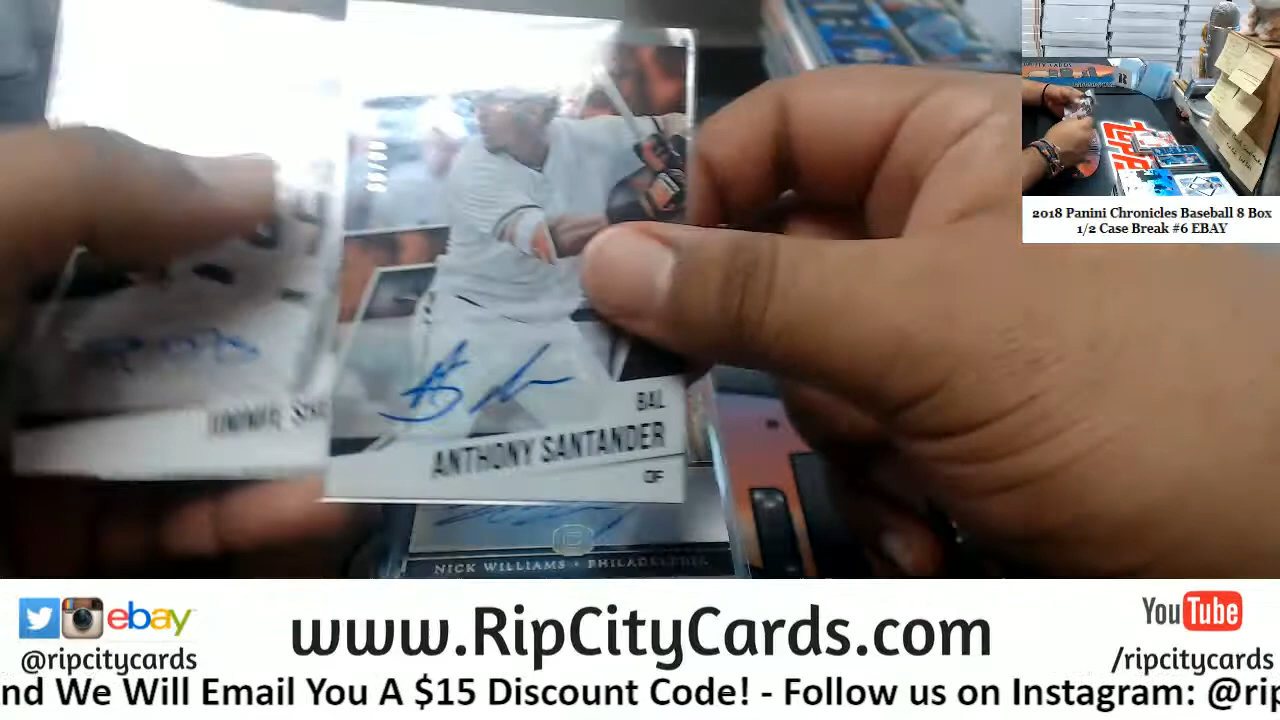 BAL
ANTHONY SANTANDER
OF
NICK WILLIAMS • PHILADELPHIA
2018 Panini Chronicles Baseball 8 Box
1/2 Case Break #6 EBAY
ebay
@ripcitycards
www.RipCityCards.com
YouTube
/ripcitycards
nd We Will Email You A $15 Discount Code! - Follow us on Instagram: @rip